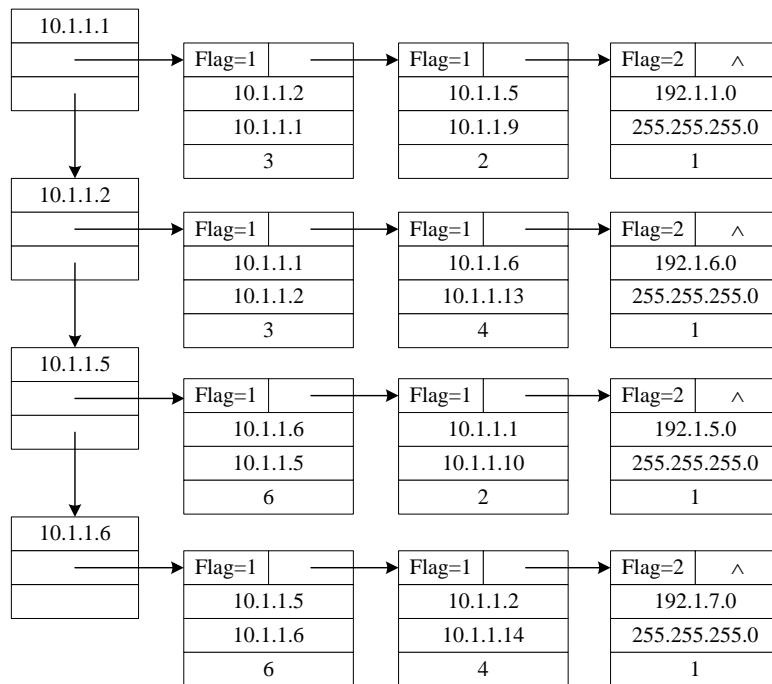 10.1.1.1
Flag=1 Flag=1 Flag=2 ∧
10.1.1.2 10.1.1.5 192.1.1.0
10.1.1.1 10.1.1.9 255.255.255.0
3 2 1
10.1.1.2
Flag=1 Flag=1 Flag=2 ∧
10.1.1.1 10.1.1.6 192.1.6.0
10.1.1.2 10.1.1.13 255.255.255.0
3 4 1
10.1.1.5
Flag=1 Flag=1 Flag=2 ∧
10.1.1.6 10.1.1.1 192.1.5.0
10.1.1.5 10.1.1.10 255.255.255.0
6 2 1
10.1.1.6
Flag=1 Flag=1 Flag=2 ∧
10.1.1.5 10.1.1.2 192.1.7.0
10.1.1.6 10.1.1.14 255.255.255.0
6 4 1